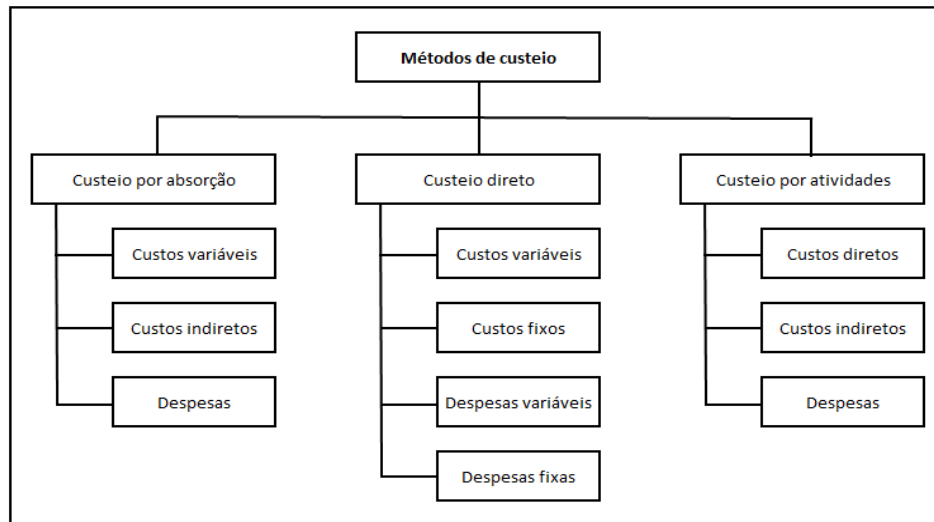 Métodos de custeio
Custeio por absorção
Custos variáveis
Custos indiretos
Despesas
Custeio direto
Custos variáveis
Custos fixos
Despesas variáveis
Despesas fixas
Custeio por atividades
Custos diretos
Custos indiretos
Despesas